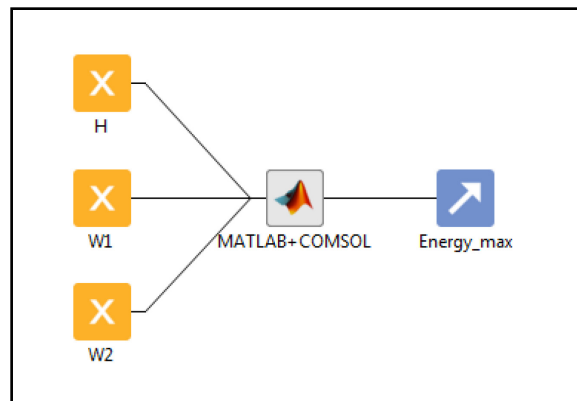 X
H
X
W1
MATLAB+COMSOL
Energy_max
X
W2